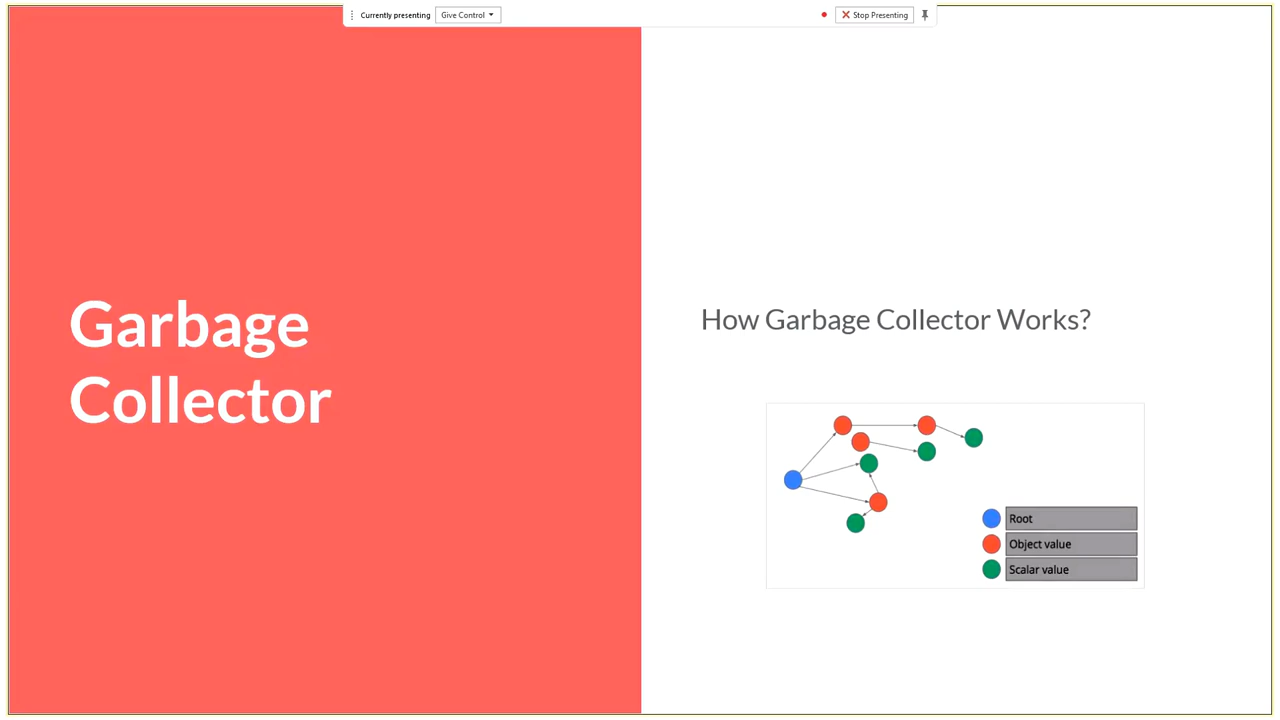 Currently presenting
Give Control
Stop Presenting
Garbage
Collector
How Garbage Collector Works?
Root
Object value
Scalar value